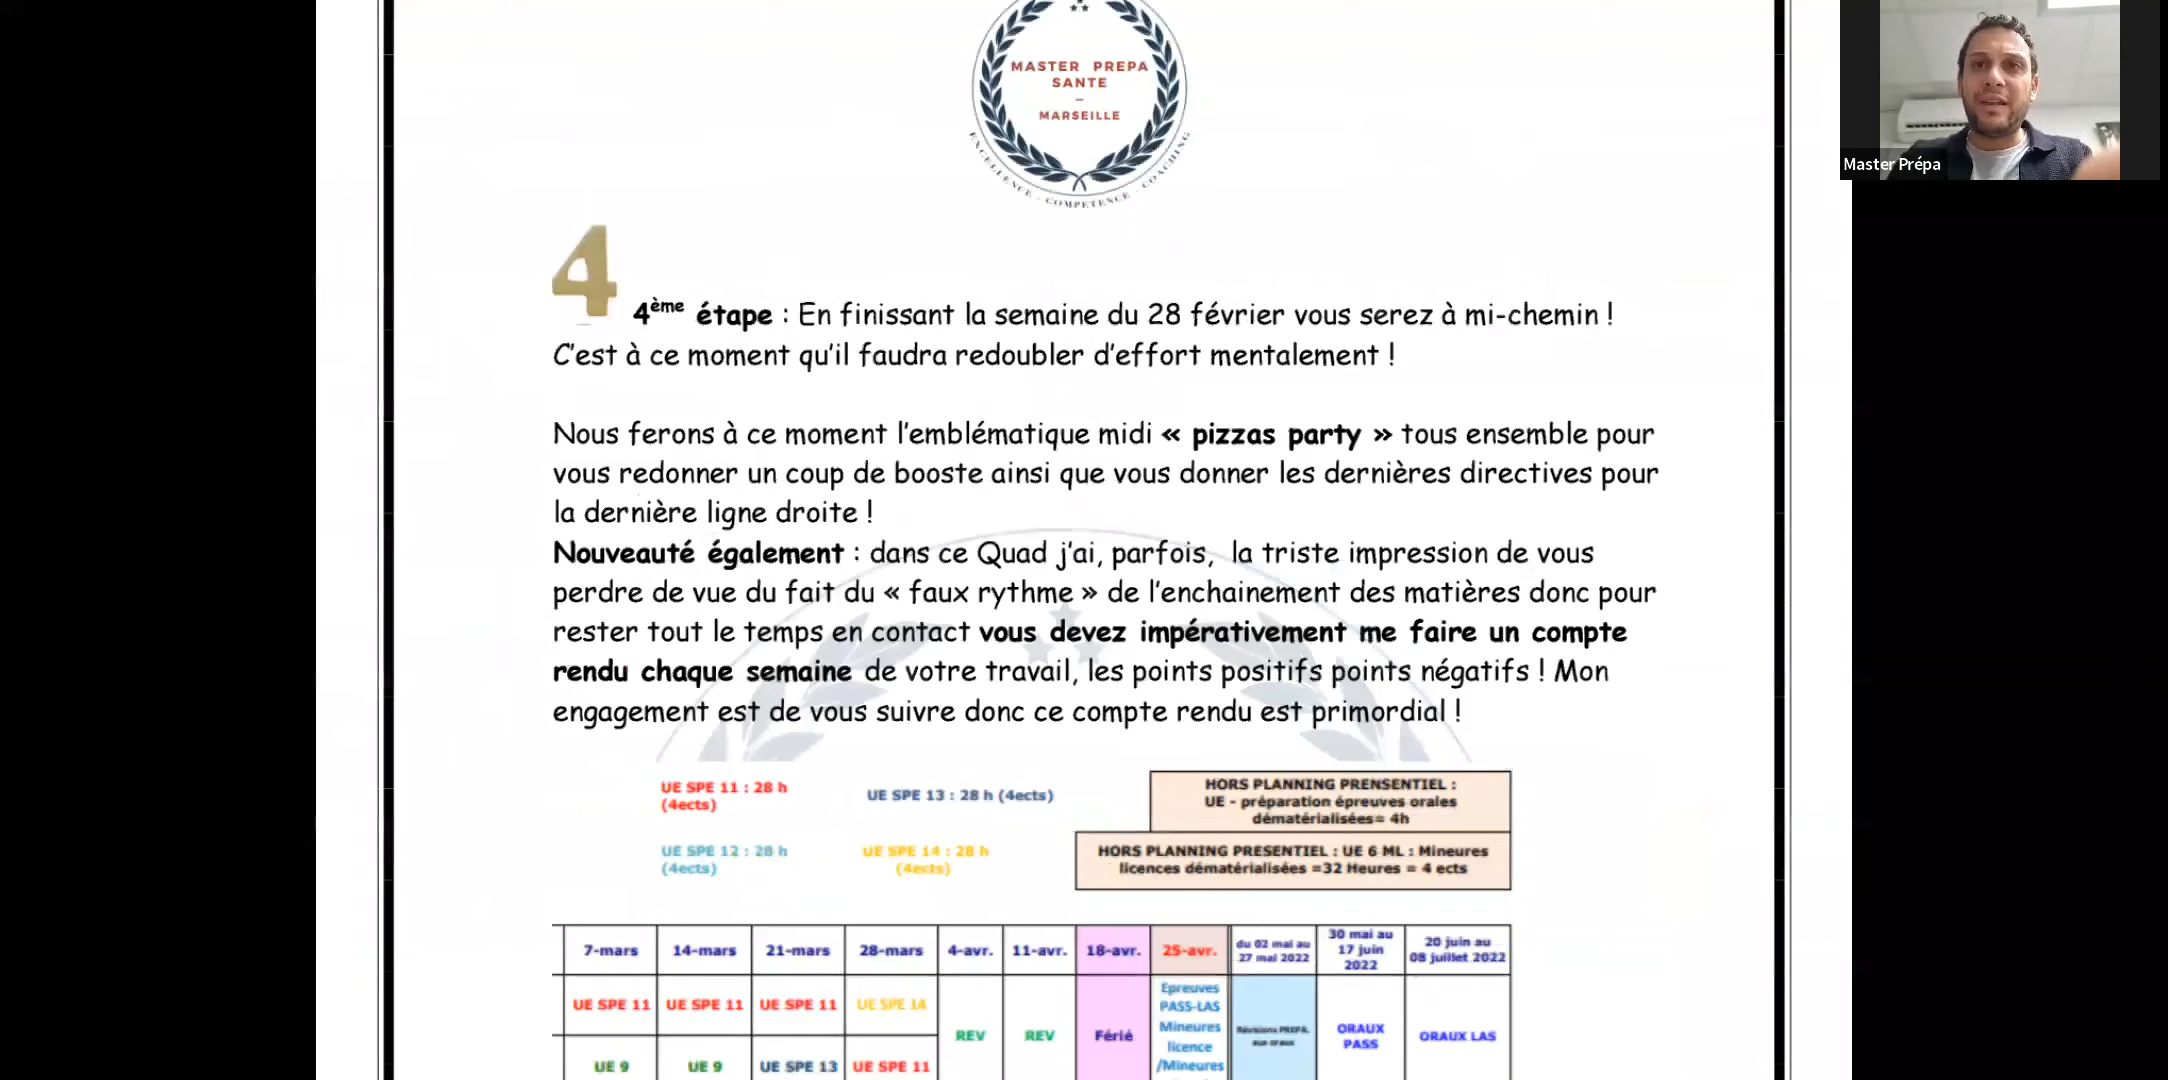 MASTER PREPA
SANTE
–
MARSEILLE
EXCELLENCE - COMPETENCE - COACHING
Master Prépa
4
4ème étape : En finissant la semaine du 28 février vous serez à mi-chemin !
C'est à ce moment qu'il faudra redoubler d'effort mentalement !
Nous ferons à ce moment l'emblématique midi « pizzas party » tous ensemble pour
vous redonner un coup de booste ainsi que vous donner les dernières directives pour
la dernière ligne droite !
Nouveauté également : dans ce Quad j'ai, parfois, la triste impression de vous
perdre de vue du fait du « faux rythme » de l'enchainement des matières donc pour
rester tout le temps en contact vous devez impérativement me faire un compte
rendu chaque semaine de votre travail, les points positifs points négatifs ! Mon
engagement est de vous suivre donc ce compte rendu est primordial !
UE SPE 11 : 28 h
(4ects)
UE SPE 13 : 28 h (4ects)
HORS PLANNING PRENSENTIEL :
UE - préparation épreuves orales
dématérialisées= 4h
UE SPE 12 : 28 h
(4ects)
UE SPE 14 : 28 h
(4ects)
HORS PLANNING PRESENTIEL : UE 6 ML : Mineures
licences dématérialisées =32 Heures = 4 ects
7-mars 14-mars 21-mars 28-mars 4-avr. 11-avr. 18-avr. 25-avr.
du 02 mai au
27 mai 2022
30 mai au
17 juin
2022
20 juin au
08 juillet 2022
UE SPE 11 UE SPE 11 UE SPE 11 UE SPE 14
UE 9 UE 9 UE SPE 13 UE SPE 11
REV REV Férié
Epreuves
PASS-LAS
Mineures
licence
/Mineures
Révisions PREPA.
aux oraux
ORAUX
PASS
ORAUX LAS